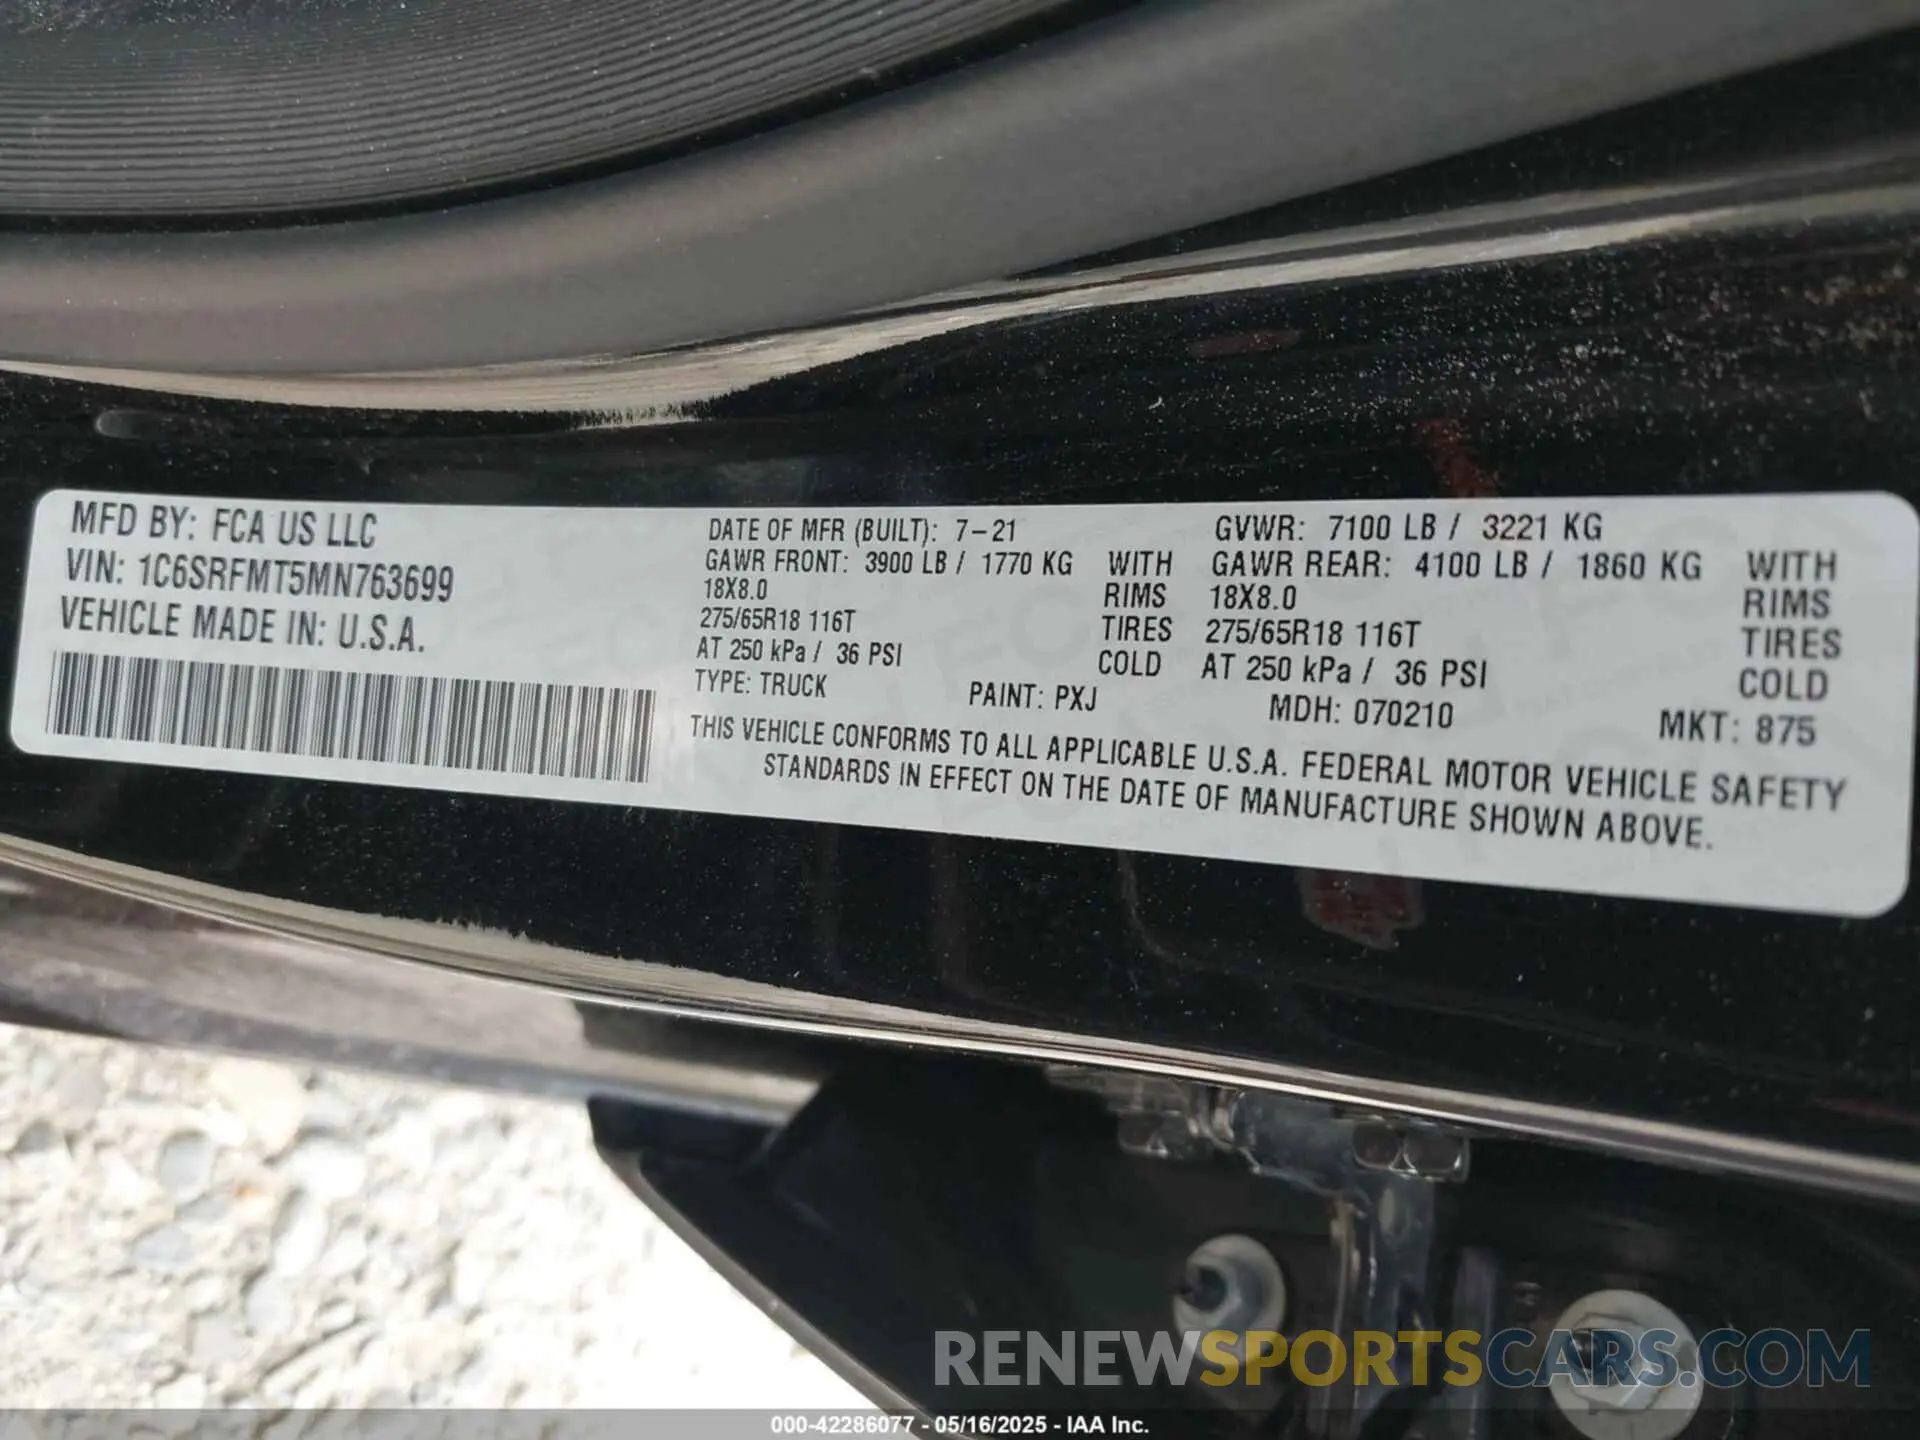 MFD BY: FCA US LLC
VIN: 1C6SRFMT5MN763699
VEHICLE MADE IN: U.S.A.
DATE OF MFR (BUILT): 7-21 GVWR: 7100 LB / 3221 KG
GAWR FRONT: 3900 LB / 1770 KG WITH GAWR REAR: 4100 LB / 1860 KG WITH
18X8.0 RIMS 18X8.0 RIMS
275/65R18 116T TIRES 275/65R18 116T TIRES
AT 250 kPa / 36 PSI COLD AT 250 kPa / 36 PSI COLD
TYPE: TRUCK PAINT: PXJ MDH: 070210 MKT: 875
THIS VEHICLE CONFORMS TO ALL APPLICABLE U.S.A. FEDERAL MOTOR VEHICLE SAFETY
STANDARDS IN EFFECT ON THE DATE OF MANUFACTURE SHOWN ABOVE.
RENEWSPORTSCARS.COM
000-42286077 - 05/16/2025 - IAA Inc.